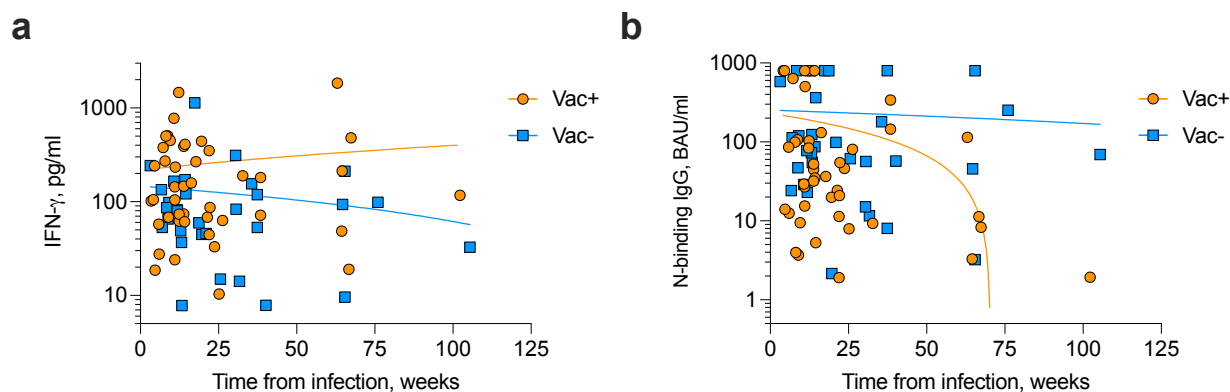 a
IFN-γ, pg/ml
1000
100
10
0 25 50 75 100 125
Time from infection, weeks
Vac+
Vac-
b
N-binding IgG, BAU/ml
1000
100
10
1
0 25 50 75 100 125
Time from infection, weeks
Vac+
Vac-